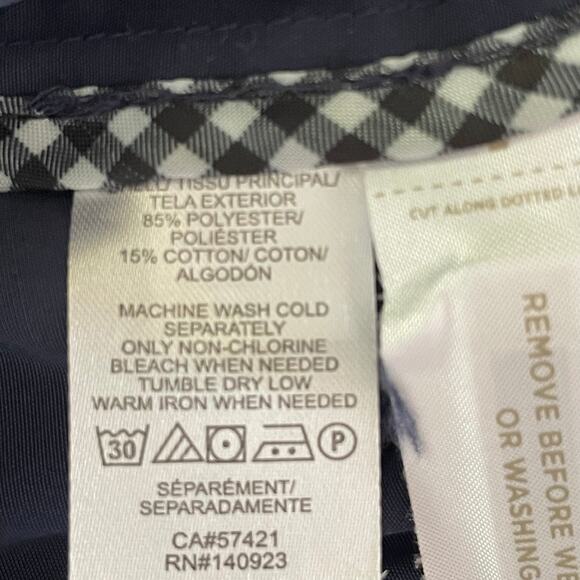 SHELL/ TISSU PRINCIPAL/
TELA EXTERIOR
85% POLYESTER/
POLIÉSTER
15% COTTON/ COTON/
ALGODÓN
MACHINE WASH COLD
SEPARATELY
ONLY NON-CHLORINE
BLEACH WHEN NEEDED
TUMBLE DRY LOW
WARM IRON WHEN NEEDED
30 P
SÉPARÉMENT/
SEPARADAMENTE
CA#57421
RN#140923
CUT ALONG DOTTED
REMOVE BEFORE
OR WASHING